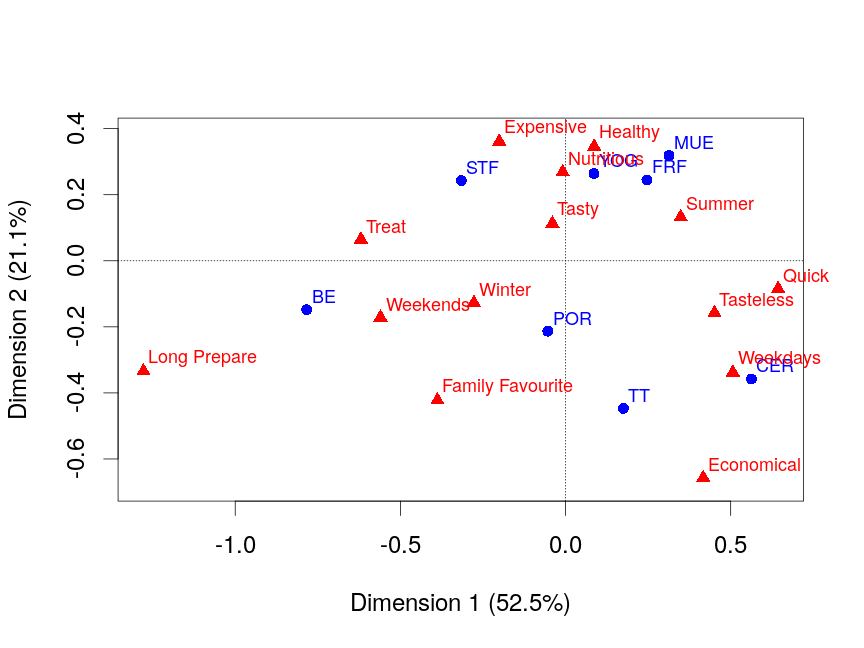 Expensive
Healthy
MUE
Nutritious
YOG
FRF
STF
Tasty
Summer
Treat
Quick
BE
Winter
Weekends
Tasteless
POR
Long Prepare
Weekdays
CER
Family Favourite
TT
Economical
0.4
0.2
0.0
-0.2
-0.4
-0.6
Dimension 2 (21.1%)
-1.0 -0.5 0.0 0.5
Dimension 1 (52.5%)